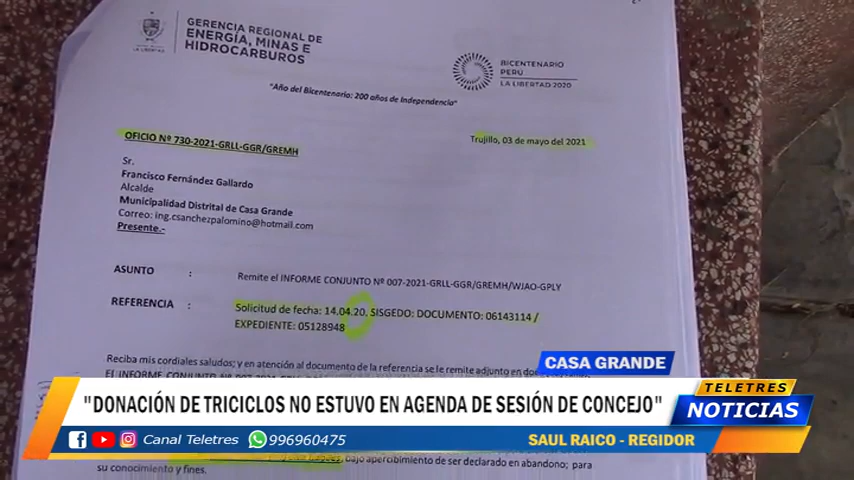 GERENCIA REGIONAL DE
ENERGÍA, MINAS E
HIDROCARBUROS
LA LIBERTAD
BICENTENARIO
PERÚ
LA LIBERTAD 2020
"Año del Bicentenario: 200 años de Independencia"
OFICIO Nº 730-2021-GRLL-GGR/GREMH
Trujillo, 03 de mayo del 2021
Sr.
Francisco Fernández Gallardo
Alcalde
Municipalidad Distrital de Casa Grande
Correo: ing.csanchezpalomino@hotmail.com
Presente.-
ASUNTO : Remite el INFORME CONJUNTO Nº 007-2021-GRLL-GGR/GREMH/WJAO-GPLY
REFERENCIA : Solicitud de fecha: 14.04.20, SISGEDO: DOCUMENTO: 06143114 /
EXPEDIENTE: 05128948
Reciba mis cordiales saludos; y en atención al documento de la referencia se le remite adjunto en
CASA GRANDE
"DONACIÓN DE TRICICLOS NO ESTUVO EN AGENDA DE SESIÓN DE CONCEJO"
TELETRES
NOTICIAS
Canal Teletres 996960475
SAUL RAICO - REGIDOR
bajo apercibimiento de ser declarado en abandono; para
su conocimiento y fines.